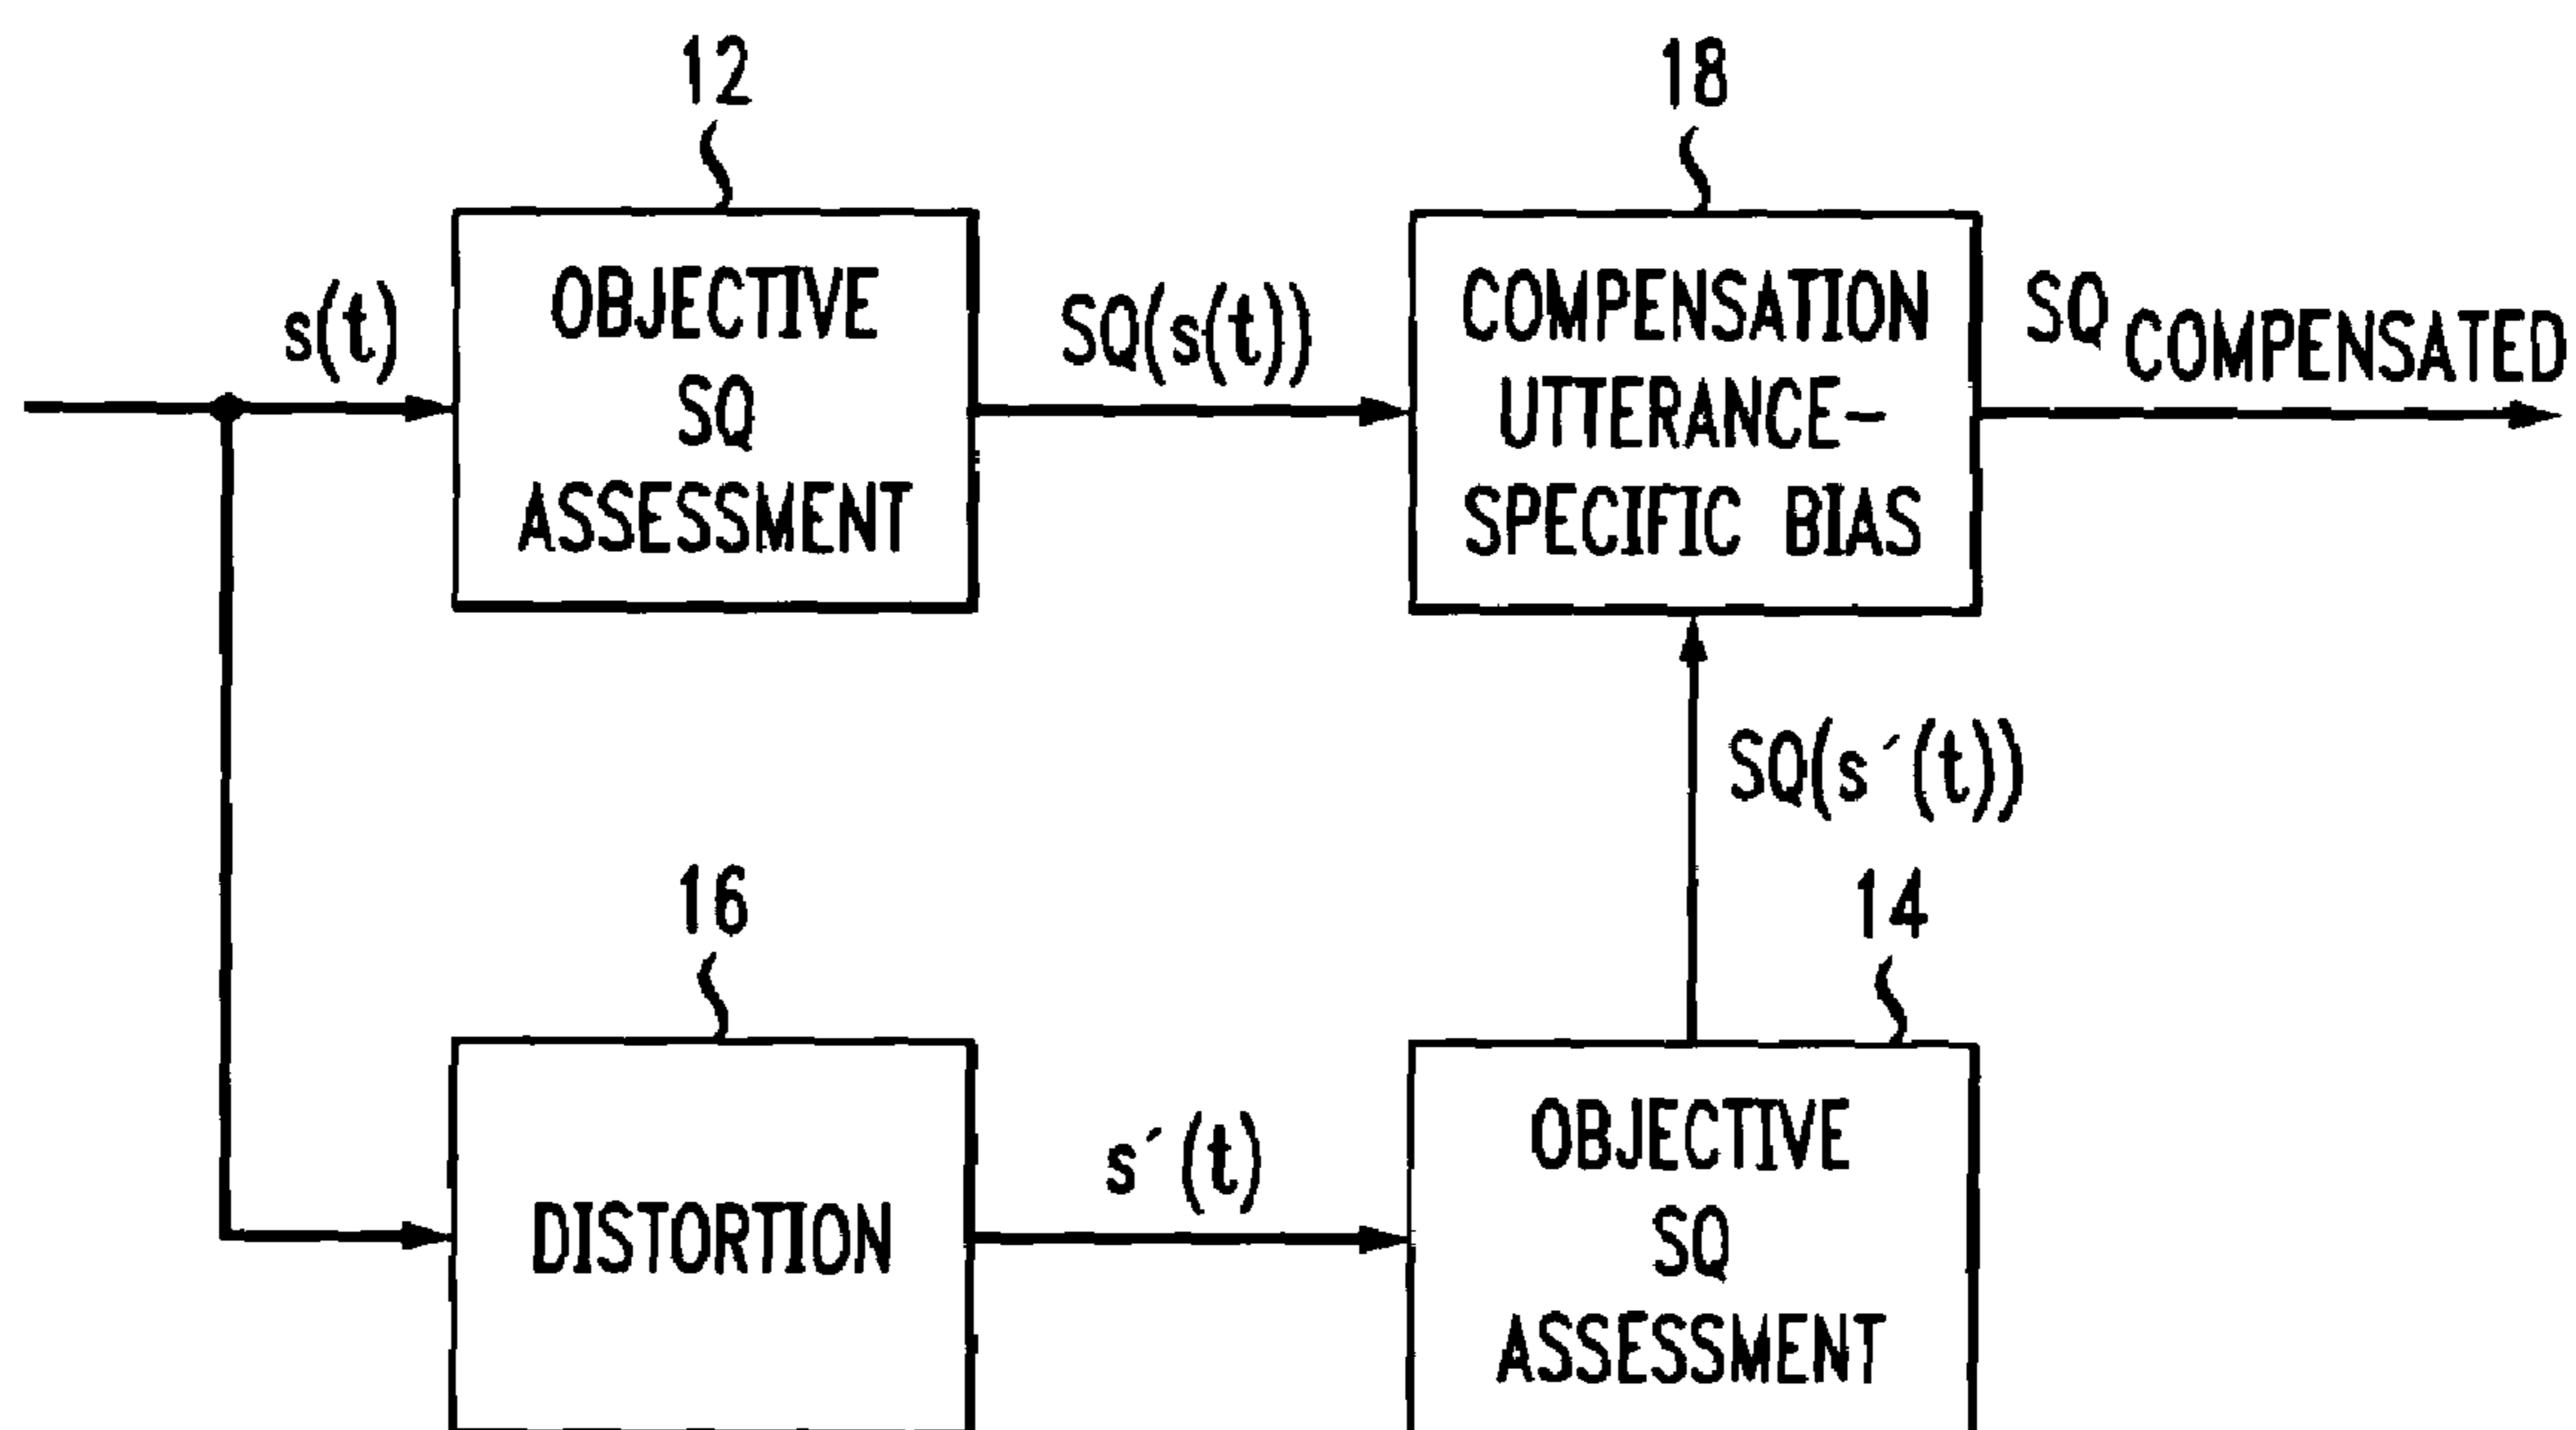 12
18
s(t)
OBJECTIVE
SQ
ASSESSMENT
SQ(s(t))
COMPENSATION
UTTERANCE-
SPECIFIC BIAS
SQ COMPENSATED
SQ(s´(t))
16
14
DISTORTION
s´(t)
OBJECTIVE
SQ
ASSESSMENT